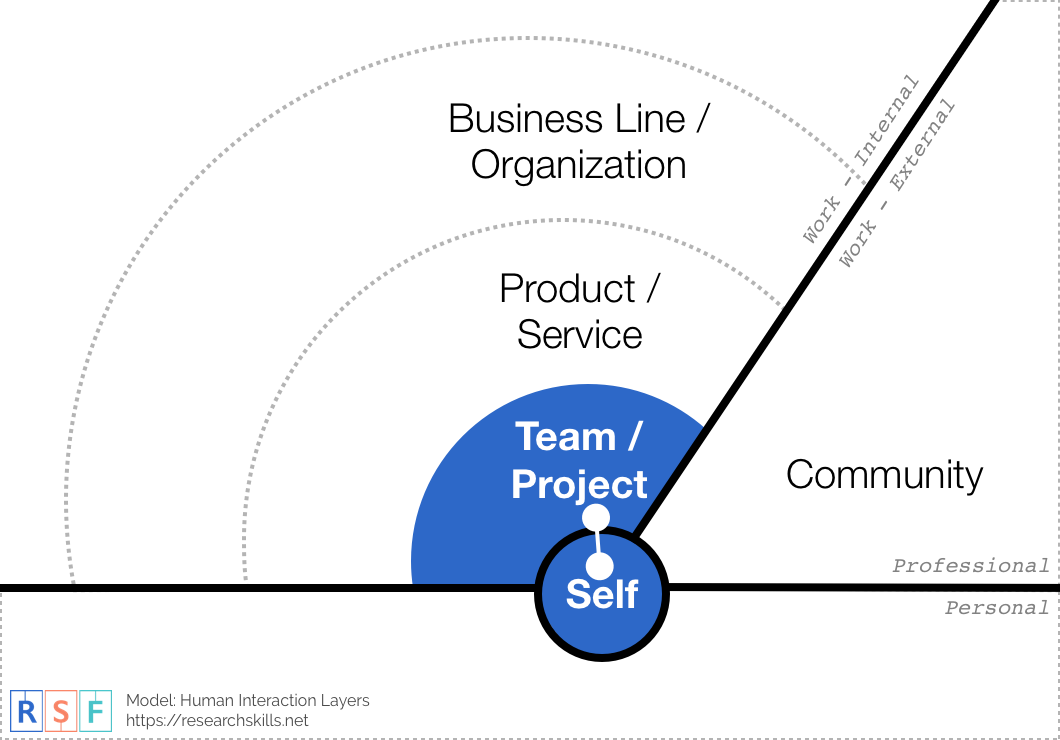 Business Line /
Organization
Work - Internal
Work - External
Product /
Service
Team /
Project
Community
Self
Professional
Personal
R S F
Model: Human Interaction Layers
https://researchskills.net